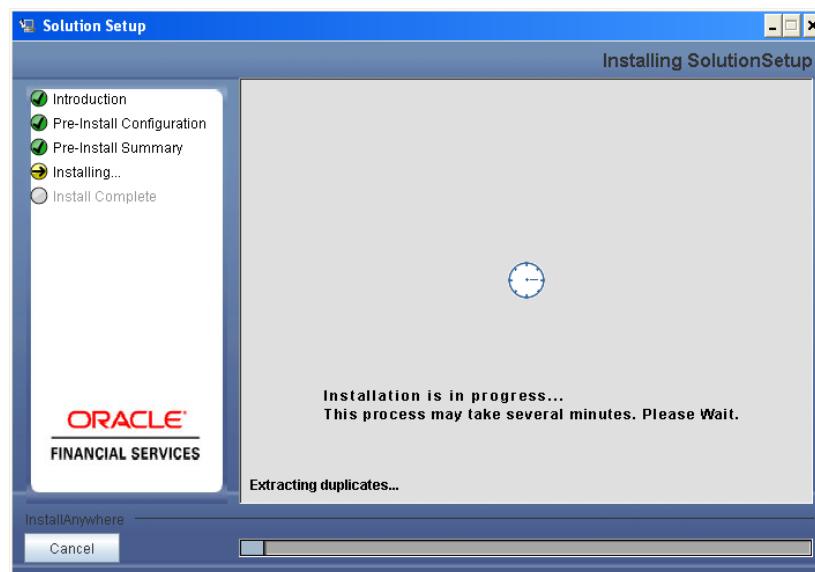 Solution Setup
Installing SolutionSetup
Introduction
Pre-Install Configuration
Pre-Install Summary
Installing...
Install Complete
ORACLE®
FINANCIAL SERVICES
Installation is in progress...
This process may take several minutes. Please Wait.
Extracting duplicates...
InstallAnywhere
Cancel